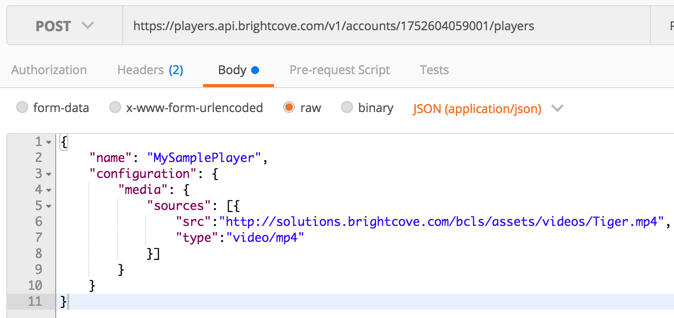 POST https://players.api.brightcove.com/v1/accounts/1752604059001/players
Authorization Headers (2) Body Pre-request Script Tests
form-data x-www-form-urlencoded raw binary JSON (application/json)
1 {
2 "name": "MySamplePlayer",
3 "configuration": {
4 "media": {
5 "sources": [{
6 "src":"http://solutions.brightcove.com/bcls/assets/videos/Tiger.mp4",
7 "type":"video/mp4"
8 }]
9 }
10 }
11 }